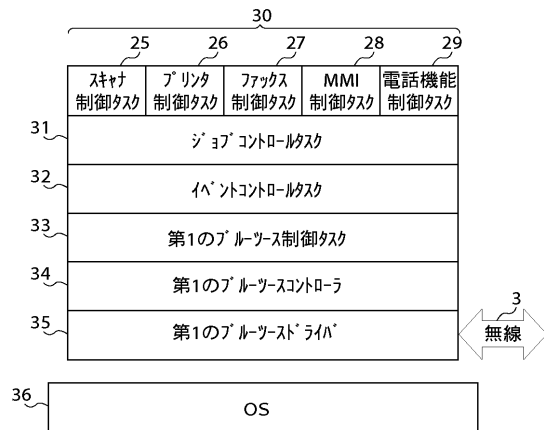 30
25
26
27
28
29
ｽｷｬﾅ
制御タスク
ﾌﾟﾘﾝﾀ
制御タスク
ファックス
制御タスク
MMI
制御タスク
電話機能
制御タスク
31
ｼﾞｮﾌﾞｺﾝﾄﾛｰﾙﾀｽｸ
32
ｲﾍﾞﾝﾄｺﾝﾄﾛｰﾙﾀｽｸ
33
第1のﾌﾞﾙｰﾂｰｽ制御タスク
34
第1のﾌﾞﾙｰﾂｰｽｺﾝﾄﾛｰﾗ
35
第1のﾌﾞﾙｰﾂｰｽﾄﾞﾗｲﾊﾞ
3
無線
36
OS